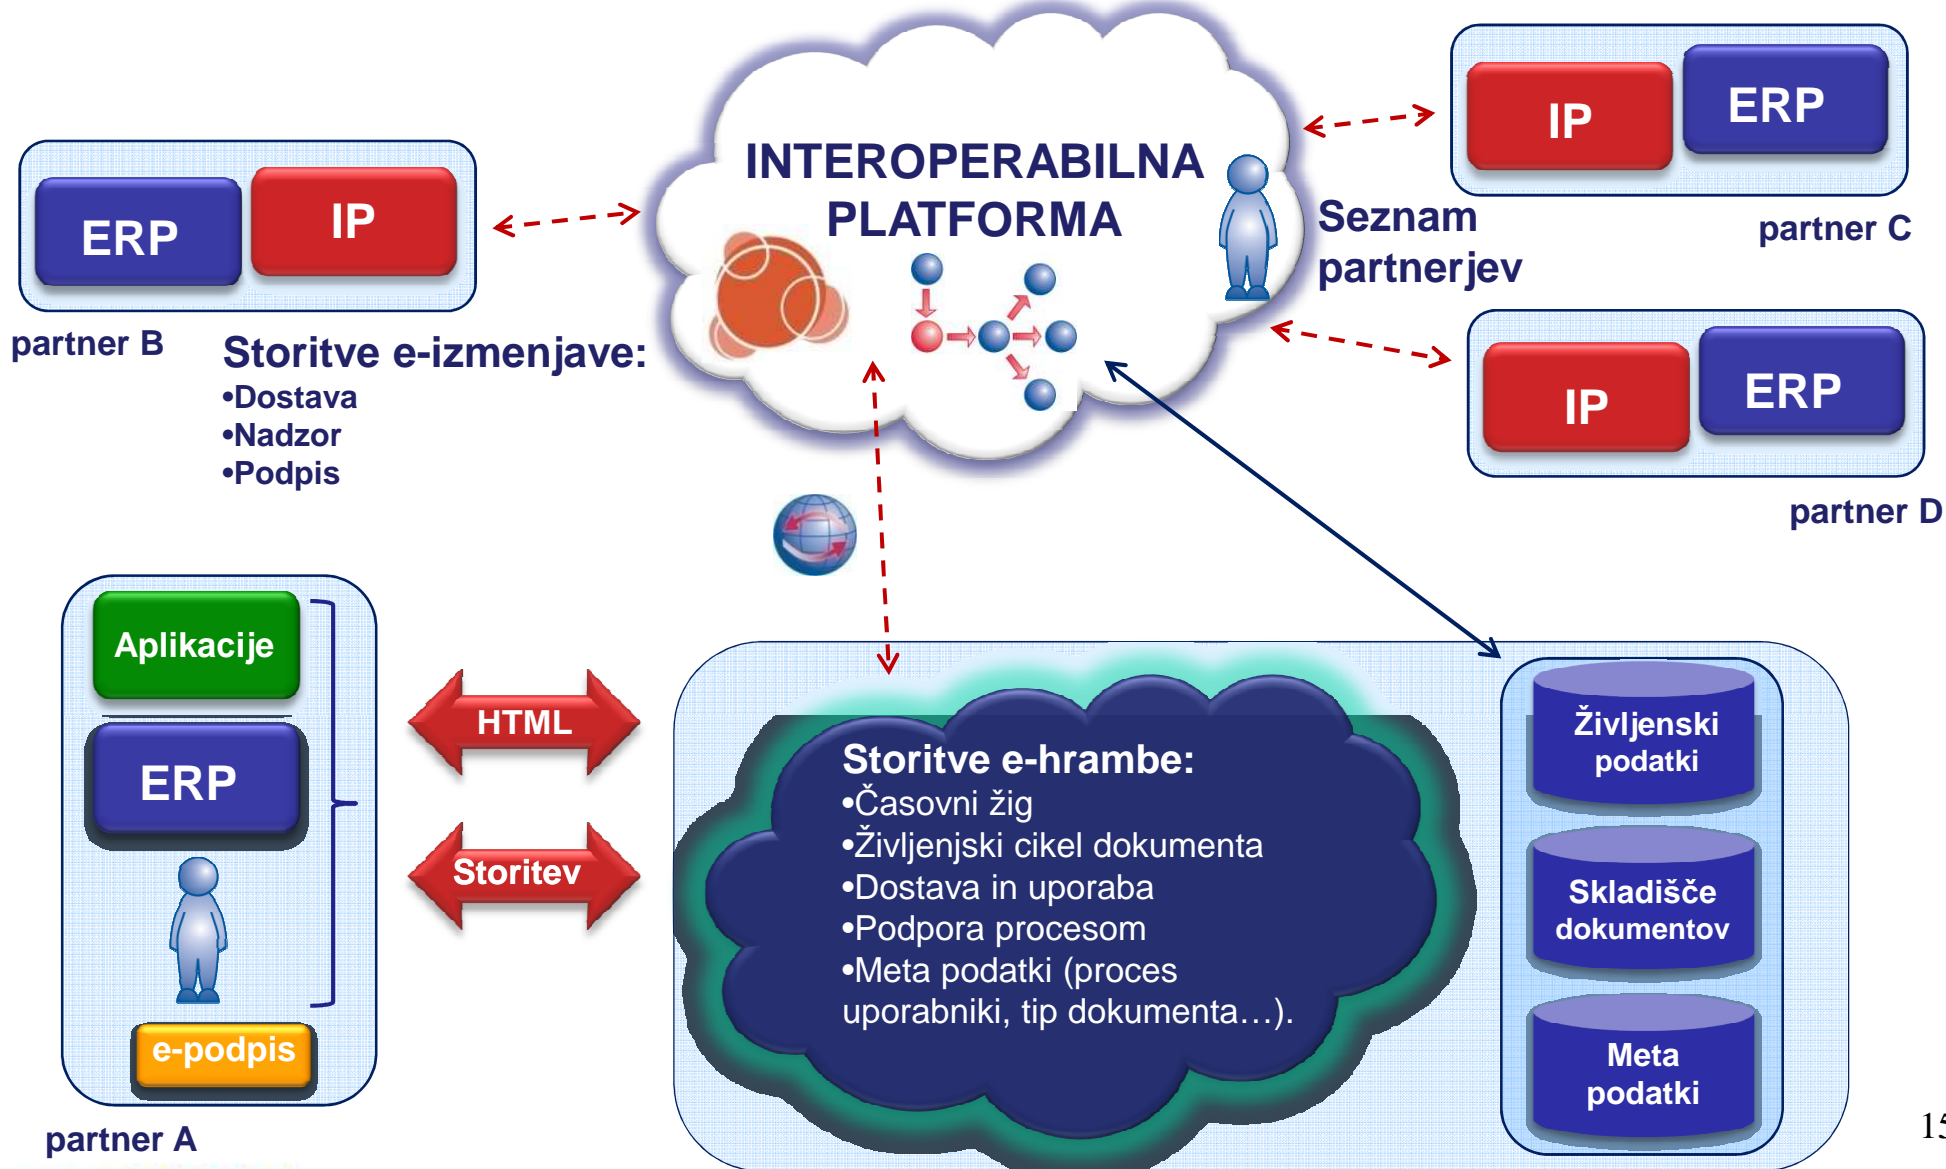 INTEROPERABILNA
PLATFORMA
IP
ERP
partner C
ERP
IP
partner B
Seznam
partnerjev
IP
ERP
partner D
Storitve e-izmenjave:
•Dostava
•Nadzor
•Podpis
Aplikacije
ERP
e-podpis
partner A
HTML
Storitev
Storitve e-hrambe:
•Časovni žig
•Življenjski cikel dokumenta
•Dostava in uporaba
•Podpora procesom
•Meta podatki (proces
uporabniki, tip dokumenta…).
Življenski
podatki
Skladišče
dokumentov
Meta
podatki
15